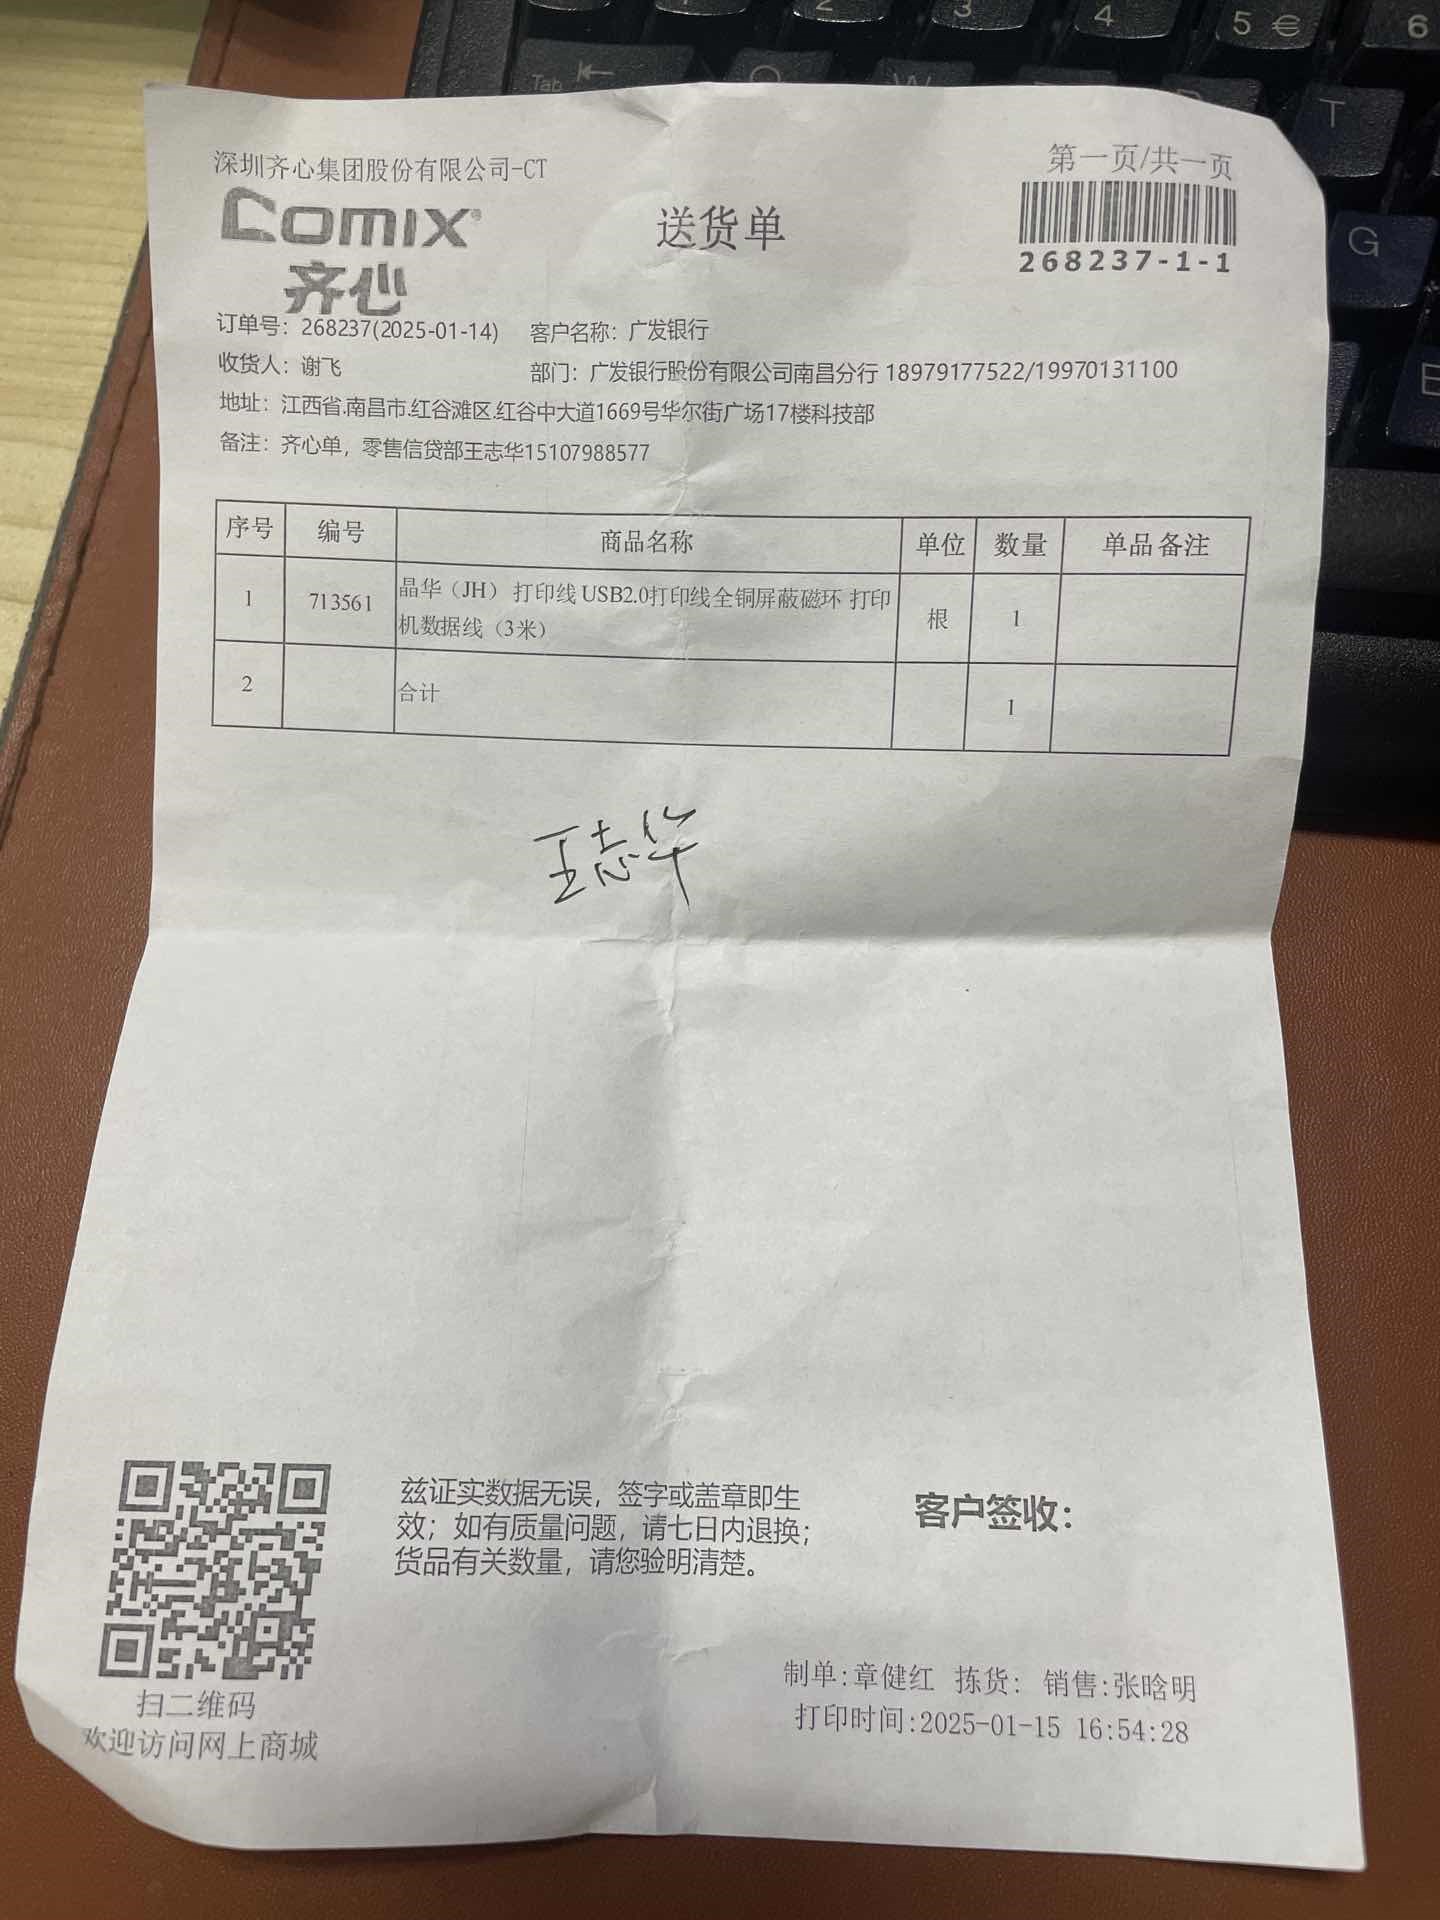 深圳齐心集团股份有限公司-CT
第一页/共一页
Comix®
齐心
送货单
268237-1-1
订单号：268237(2025-01-14) 客户名称：广发银行
收货人：谢飞 部门：广发银行股份有限公司南昌分行 18979177522/19970131100
地址：江西省.南昌市.红谷滩区.红谷中大道1669号华尔街广场17楼科技部
备注：齐心单，零售信贷部王志华15107988577
序号 编号 商品名称 单位 数量 单品备注
1 713561 晶华（JH） 打印线 USB2.0打印线全铜屏蔽磁环 打印
机数据线（3米） 根 1
2 合计 1
王志华
兹证实数据无误，签字或盖章即生
效；如有质量问题，请七日内退换；
货品有关数量，请您验明清楚。
客户签收：
扫二维码
欢迎访问网上商城
制单:章健红 拣货: 销售:张晗明
打印时间:2025-01-15 16:54:28
Tab
2
3
4
5 €
6
T
G